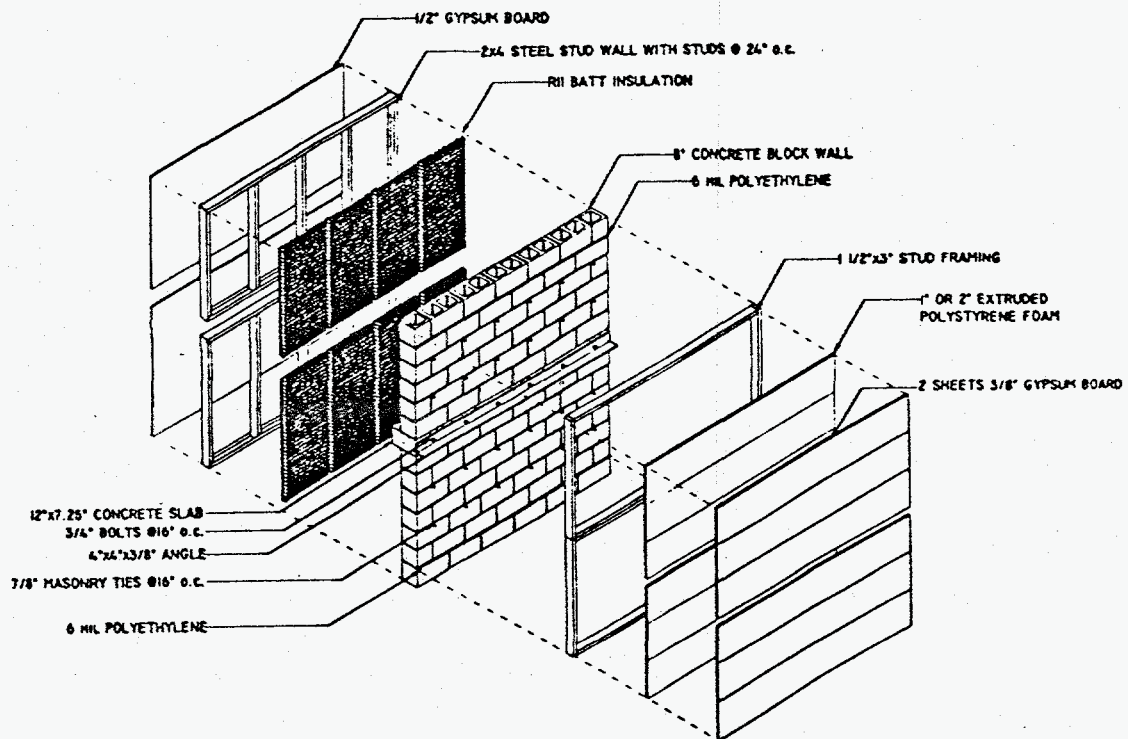 1/2" GYPSUM BOARD
2x4 STEEL STUD WALL WITH STUDS @ 24" o.c.
R11 BATT INSULATION
8" CONCRETE BLOCK WALL
6 MIL POLYETHYLENE
1 1/2"x3" STUD FRAMING
1" OR 2" EXTRUDED
POLYSTYRENE FOAM
2 SHEETS 3/8" GYPSUM BOARD
12"x7.25" CONCRETE SLAB
3/4" BOLTS @16" o.c.
4"x4"x3/8" ANGLE
7/8" MASONRY TIES @16" o.c.
6 MIL POLYETHYLENE